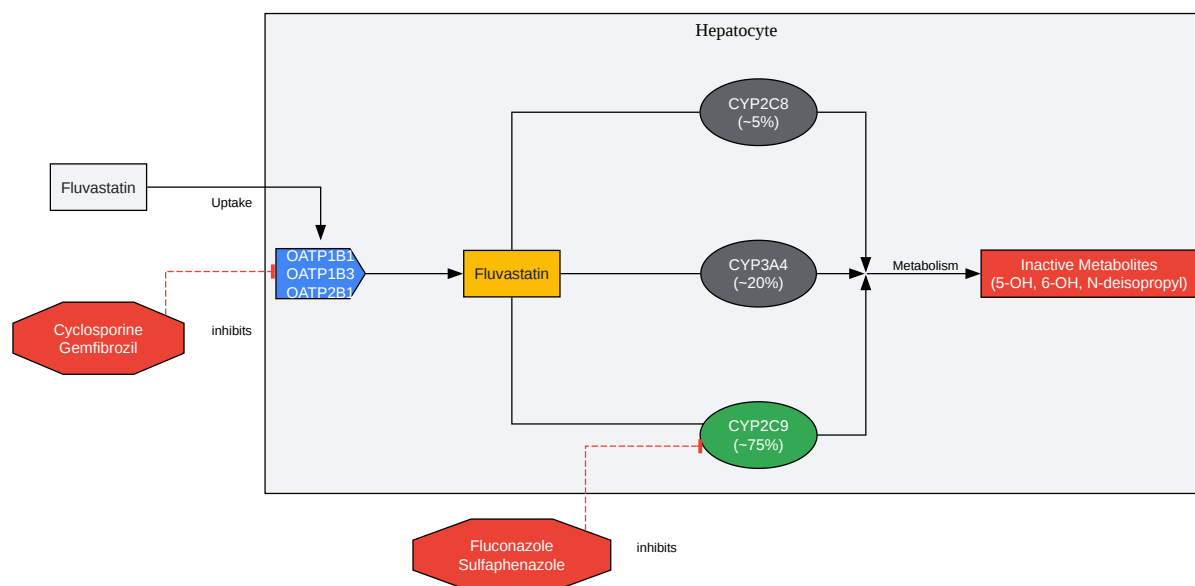 Hepatocyte
CYP2C8
(~5%)
Fluvastatin
Uptake
OATP1B1
OATP1B3
OATP2B1
Fluvastatin
CYP3A4
(~20%)
Metabolism
Inactive Metabolites
(5-OH, 6-OH, N-deisopropyl)
Cyclosporine
Gemfibrozil
inhibits
CYP2C9
(~75%)
Fluconazole
Sulfaphenazole
inhibits